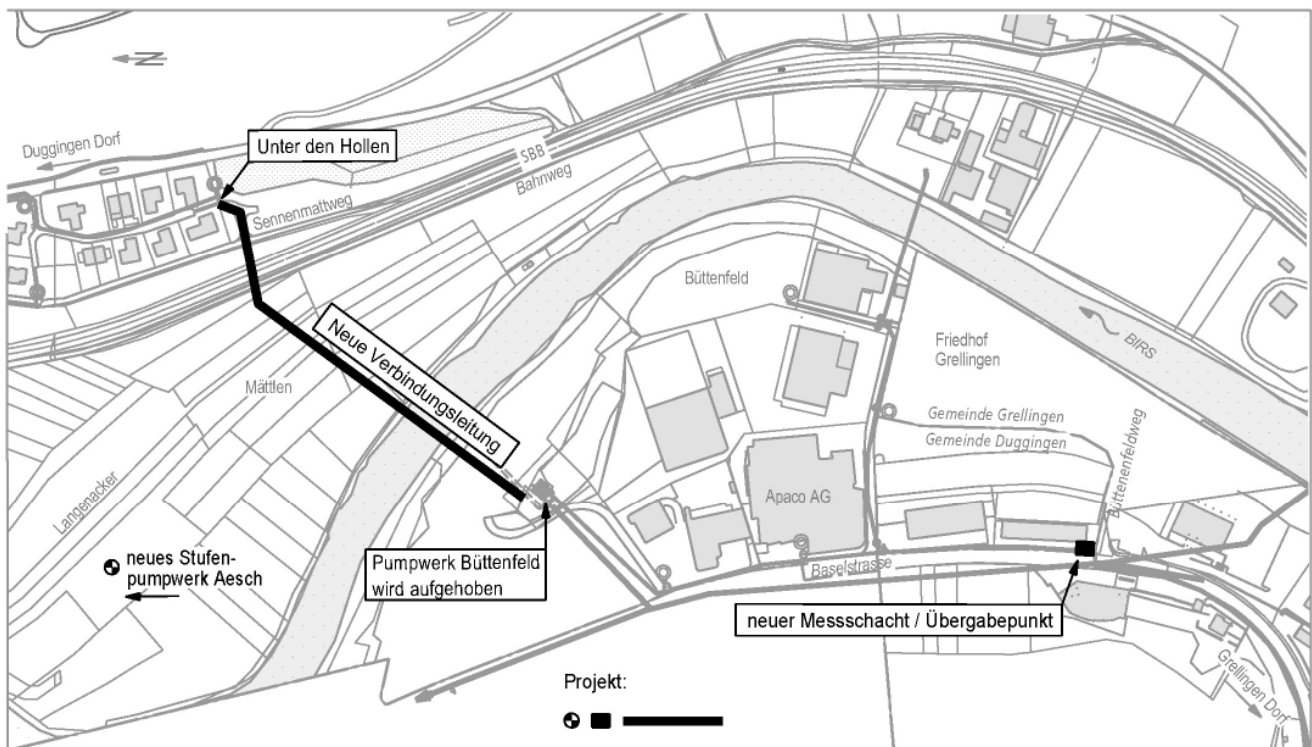 N
Duggingen Dorf
Unter den Hollen
SBB
Bahnweg
Sennenmattweg
Büttenfeld
Neue Verbindungsleitung
Mättlen
Friedhof
Grellingen
BIRS
Gemeinde Grellingen
Gemeinde Duggingen
Büttenenfeldweg
Langenacker
Apaco AG
neues Stufen-
pumpwerk Aesch
Pumpwerk Büttenfeld
wird aufgehoben
Baselstrasse
neuer Messschacht / Übergabepunkt
Grellingen Dorf
Projekt: